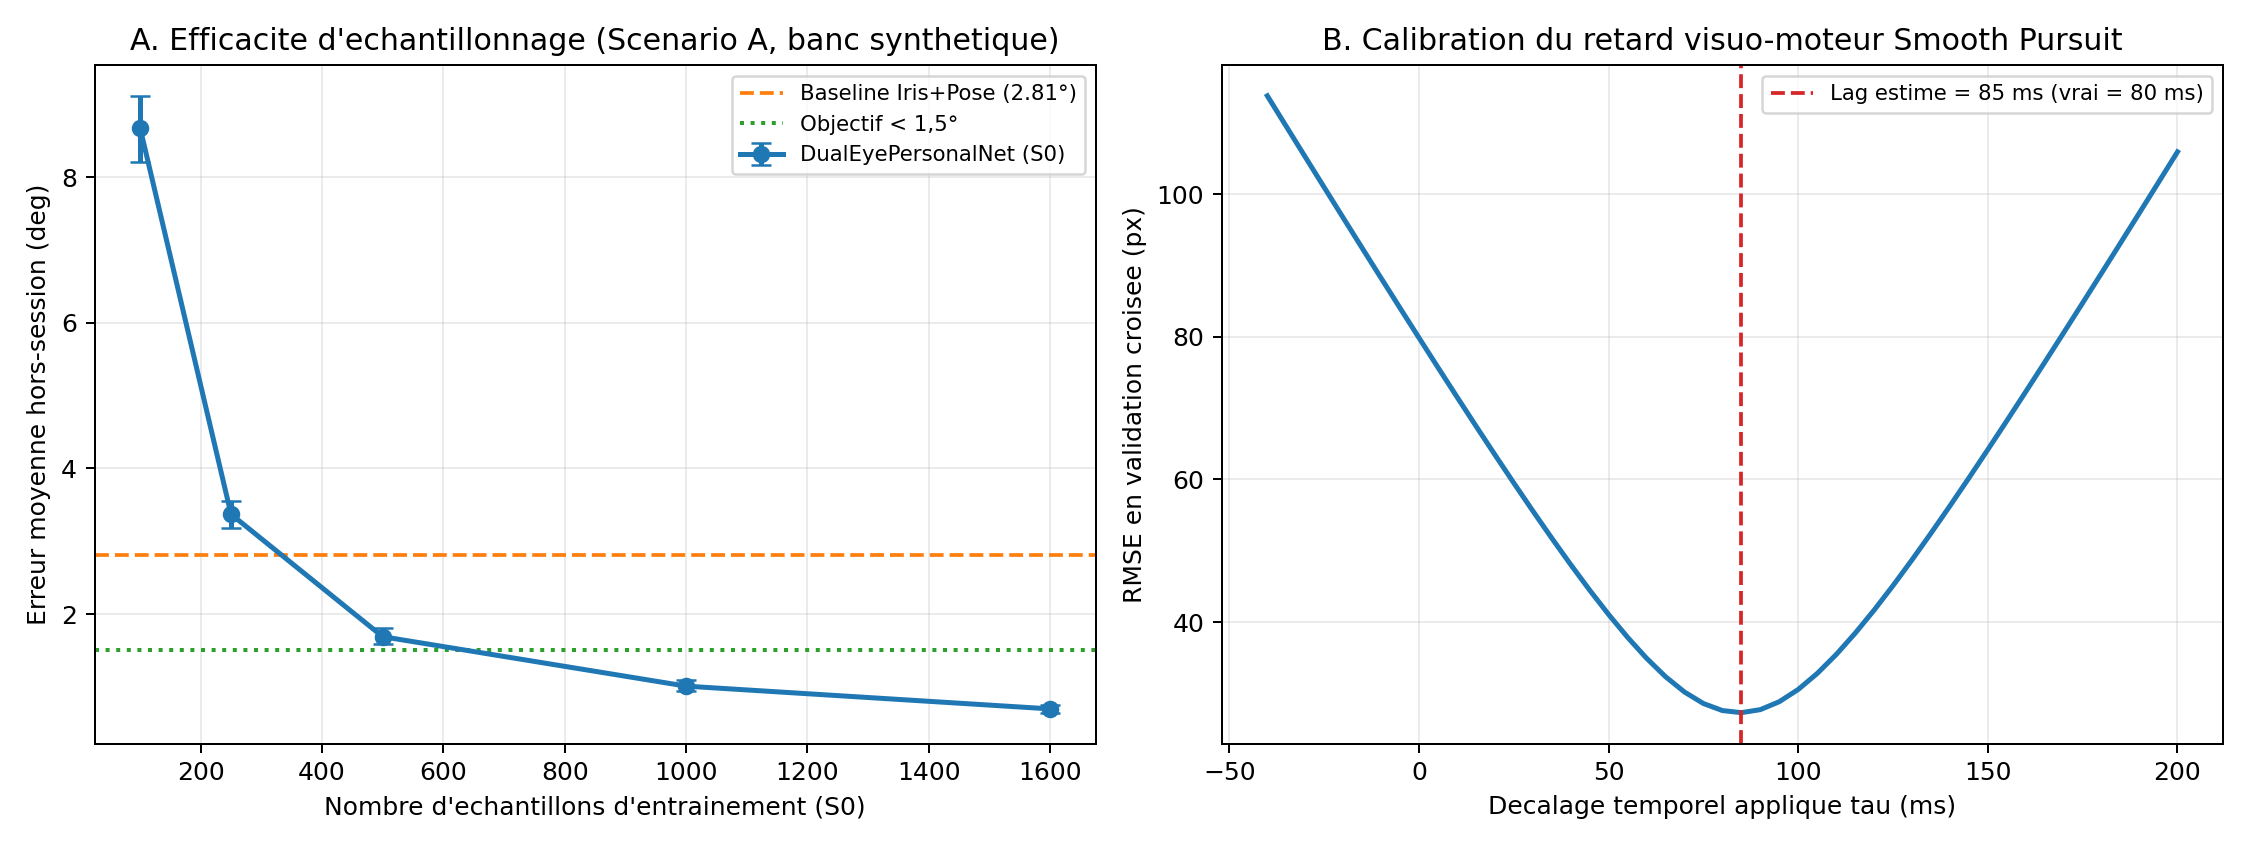 A. Efficacite d'echantillonnage (Scenario A, banc synthetique)
Baseline Iris+Pose (2.81°)
Objectif < 1,5°
DualEyePersonalNet (S0)
Erreur moyenne hors-session (deg)
8
6
4
2
200 400 600 800 1000 1200 1400 1600
Nombre d'echantillons d'entrainement (S0)
B. Calibration du retard visuo-moteur Smooth Pursuit
Lag estime = 85 ms (vrai = 80 ms)
RMSE en validation croisee (px)
100
80
60
40
−50 0 50 100 150 200
Decalage temporel applique tau (ms)